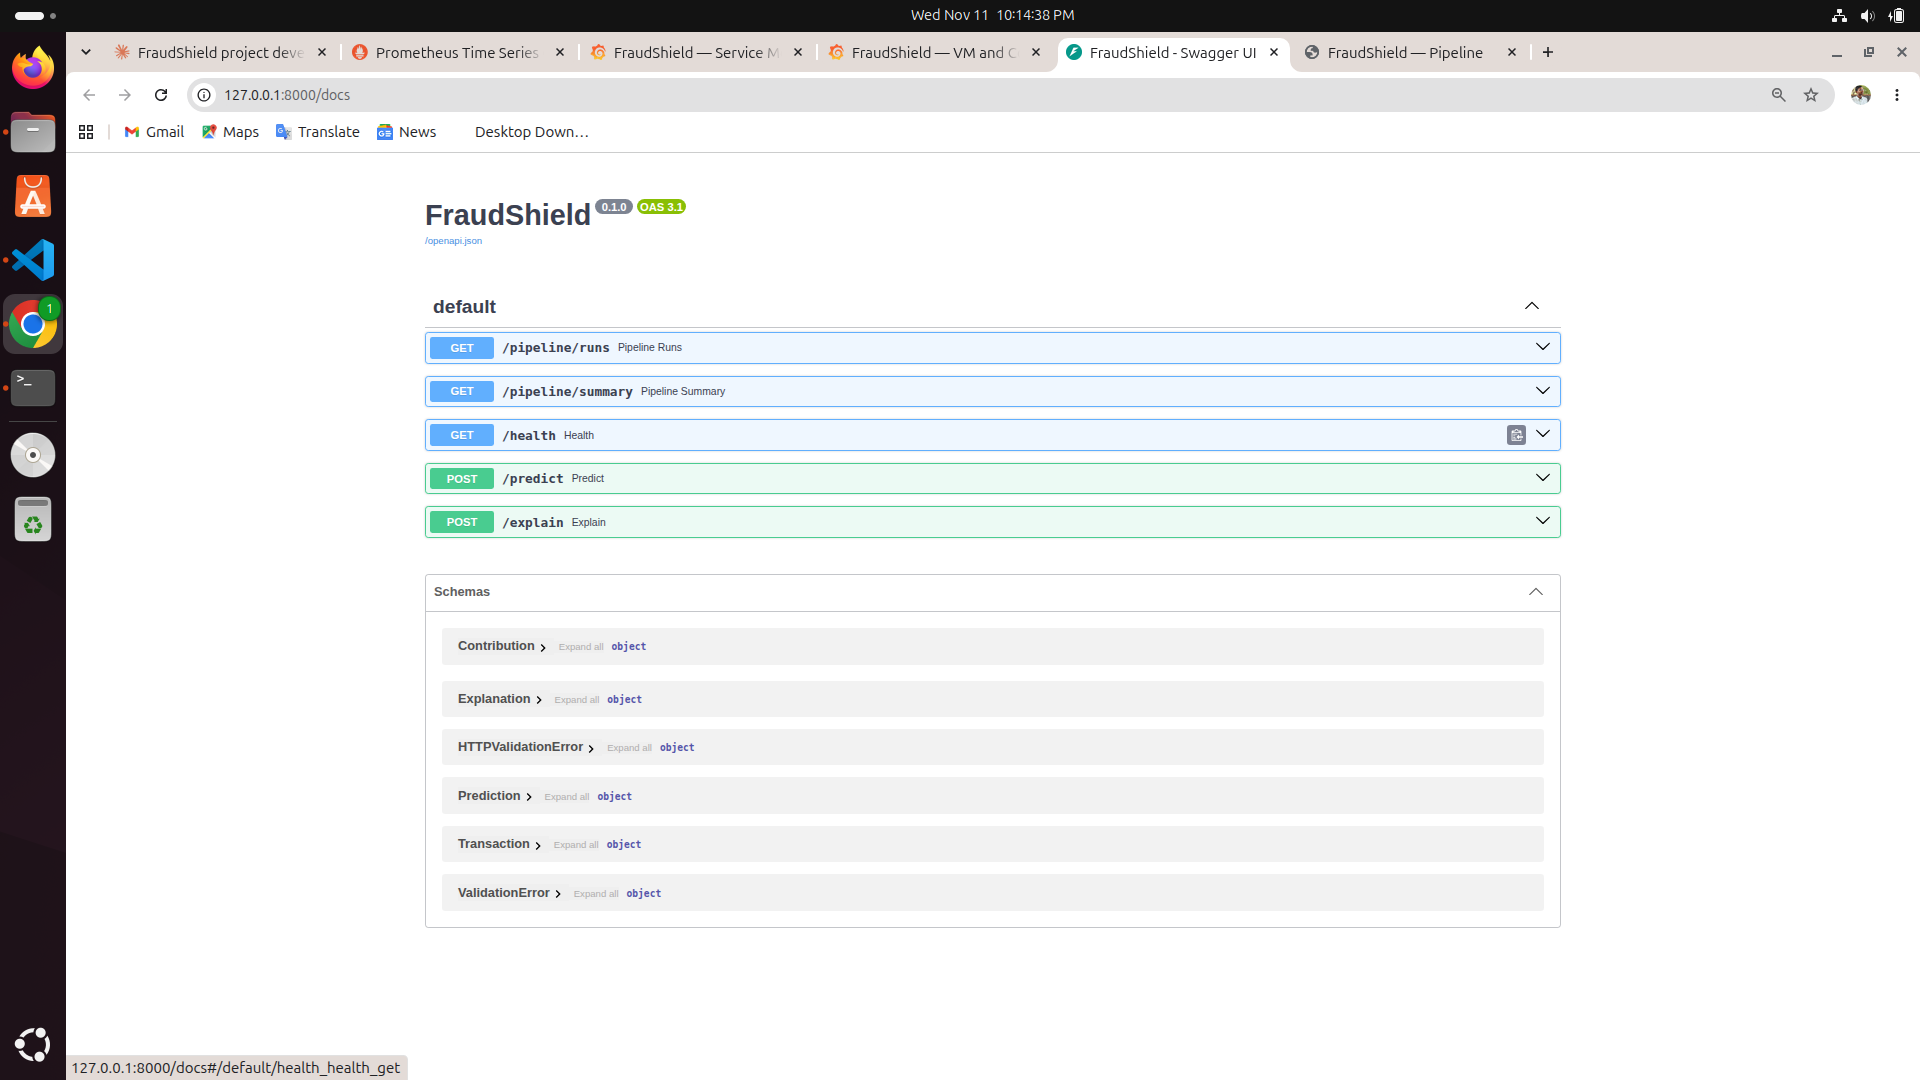 Wed Nov 11 10:14:38 PM
FraudShield project deve
Prometheus Time Series
FraudShield — Service M
FraudShield — VM and C
FraudShield - Swagger UI
FraudShield — Pipeline
127.0.0.1:8000/docs
Gmail
Maps
Translate
News
Desktop Down…
1
FraudShield 0.1.0 OAS 3.1
/openapi.json
default
GET /pipeline/runs Pipeline Runs
GET /pipeline/summary Pipeline Summary
GET /health Health
POST /predict Predict
POST /explain Explain
Schemas
Contribution Expand all object
Explanation Expand all object
HTTPValidationError Expand all object
Prediction Expand all object
Transaction Expand all object
ValidationError Expand all object
127.0.0.1:8000/docs#/default/health_health_get